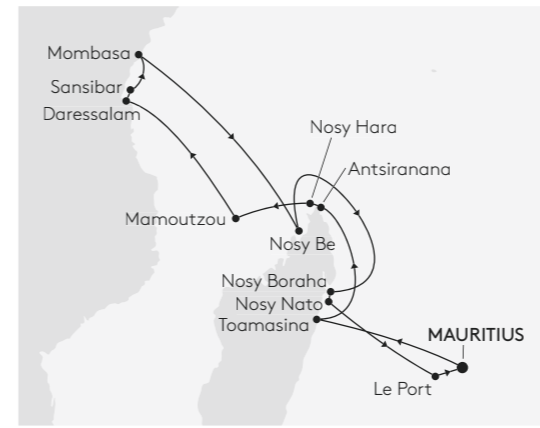 Mombasa
Sansibar
Daressalam
Nosy Hara
Antsiranana
Mamoutzou
Nosy Be
Nosy Boraha
Nosy Nato
Toamasina
MAURITIUS
Le Port